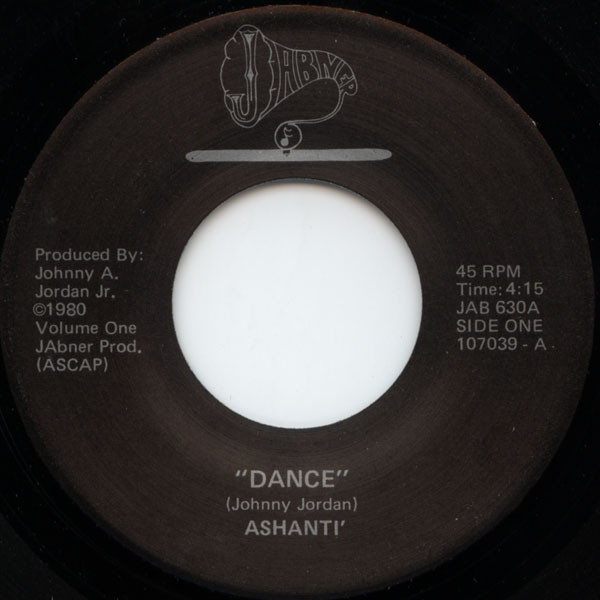 JABNER
Produced By:
Johnny A.
Jordan Jr.
©1980
Volume One
JAbner Prod.
(ASCAP)
45 RPM
Time: 4:15
JAB 630A
SIDE ONE
107039 - A
"DANCE"
(Johnny Jordan)
ASHANTI'